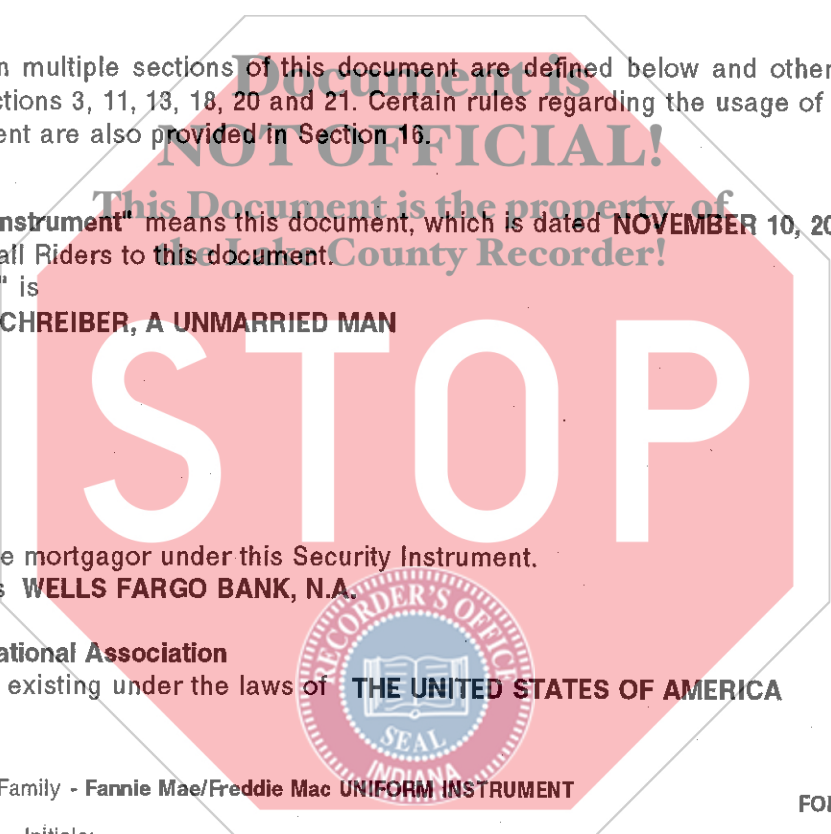 n multiple sections of this document are defined below and other
Document is
ctions 3, 11, 13, 18, 20 and 21. Certain rules regarding the usage of
ent are also provided in Section 16.
NOT OFFICIAL!
This Document is the property of
nstrument" means this document, which is dated NOVEMBER 10, 20
the Lake County Recorder!
all Riders to this document.
" is
CHREIBER, A UNMARRIED MAN
STOP
e mortgagor under this Security Instrument.
s WELLS FARGO BANK, N.A.
ational Association
existing under the laws of THE UNITED STATES OF AMERICA
RECORDER'S OFFICE
SEAL
INDIANA
Family - Fannie Mae/Freddie Mac UNIFORM INSTRUMENT
FO
Initials: